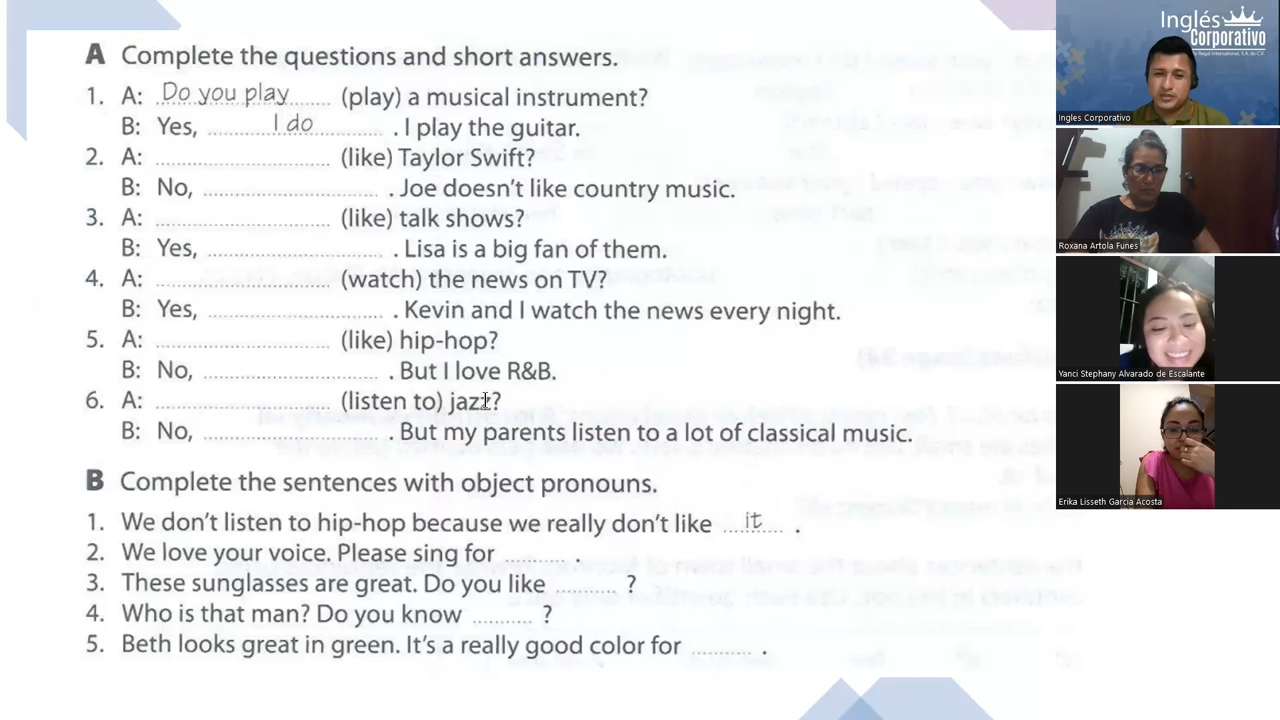 A Complete the questions and short answers.
1. A: Do you play (play) a musical instrument?
B: Yes, I do . I play the guitar.
2. A: (like) Taylor Swift?
B: No, . Joe doesn't like country music.
3. A: (like) talk shows?
B: Yes, . Lisa is a big fan of them.
4. A: (watch) the news on TV?
B: Yes, . Kevin and I watch the news every night.
5. A: (like) hip-hop?
B: No, . But I love R&B.
6. A: (listen to) jazz?
B: No, . But my parents listen to a lot of classical music.
B Complete the sentences with object pronouns.
1. We don't listen to hip-hop because we really don't like it .
2. We love your voice. Please sing for .
3. These sunglasses are great. Do you like ?
4. Who is that man? Do you know ?
5. Beth looks great in green. It's a really good color for .
Inglés
Corporativo
Ingles Corporativo
Roxana Artola Funes
Yanci Stephany Alvarado de Escalante
Erika Lisseth Garcia Acosta